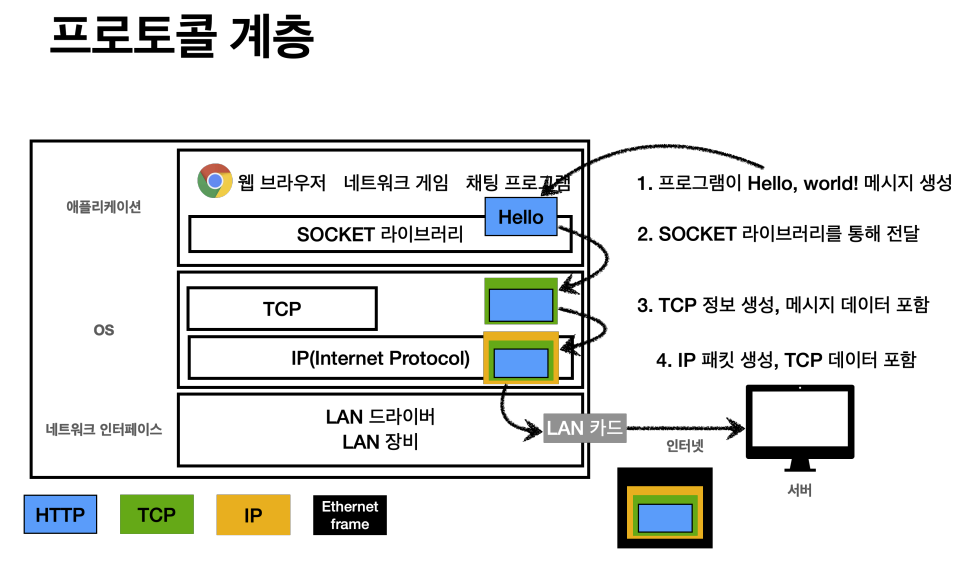 프로토콜 계층
애플리케이션
웹 브라우저 네트워크 게임 채팅 프로그램
Hello
SOCKET 라이브러리
1. 프로그램이 Hello, world! 메시지 생성
2. SOCKET 라이브러리를 통해 전달
OS
TCP
IP(Internet Protocol)
3. TCP 정보 생성, 메시지 데이터 포함
4. IP 패킷 생성, TCP 데이터 포함
네트워크 인터페이스
LAN 드라이버
LAN 장비
LAN 카드
인터넷
서버
HTTP
TCP
IP
Ethernet
frame